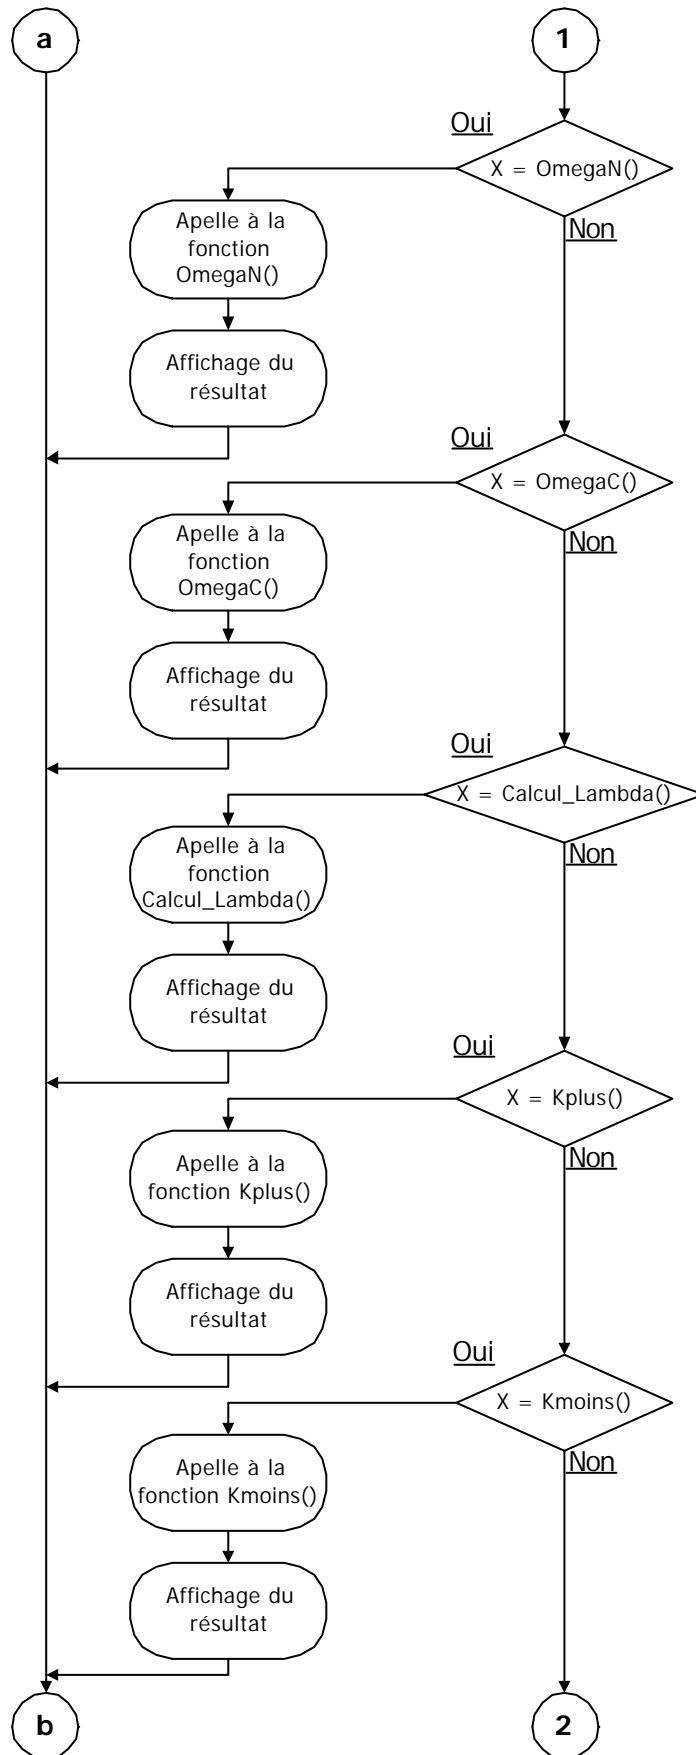 a
1
Oui
X = OmegaN()
Non
Apelle à la
fonction
OmegaN()
Affichage du
résultat
Oui
X = OmegaC()
Non
Apelle à la
fonction
OmegaC()
Affichage du
résultat
Oui
X = Calcul_Lambda()
Non
Apelle à la
fonction
Calcul_Lambda()
Affichage du
résultat
Oui
X = Kplus()
Non
Apelle à la
fonction Kplus()
Affichage du
résultat
Oui
X = Kmoins()
Non
Apelle à la
fonction Kmoins()
Affichage du
résultat
b
2